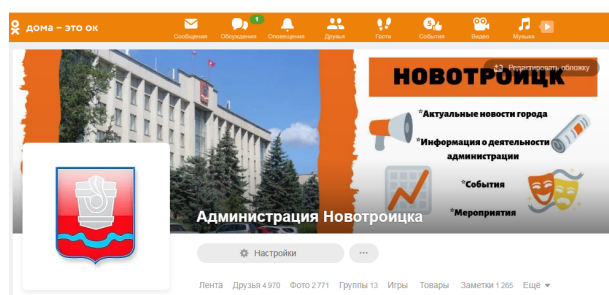 дома – это ок
1
Сообщения Обсуждения Оповещения Друзья Гости События Видео Музыка
Редактировать обложку
НОВОТРОИЦК
*Актуальные новости города
*Информация о деятельности
администрации
*События
*Мероприятия
Администрация Новотроицка
Настройки
Лента Друзья 4 970 Фото 2 771 Группы 13 Игры Товары Заметки 1 265 Ещё